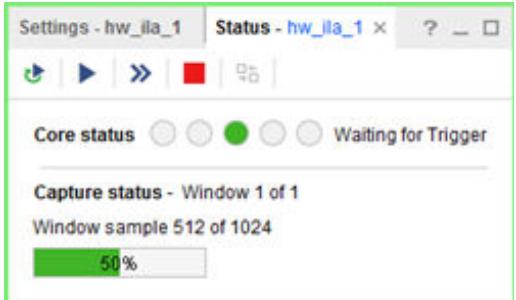 Settings - hw_ila_1 Status - hw_ila_1 × ? _
Core status Waiting for Trigger
Capture status - Window 1 of 1
Window sample 512 of 1024
50%